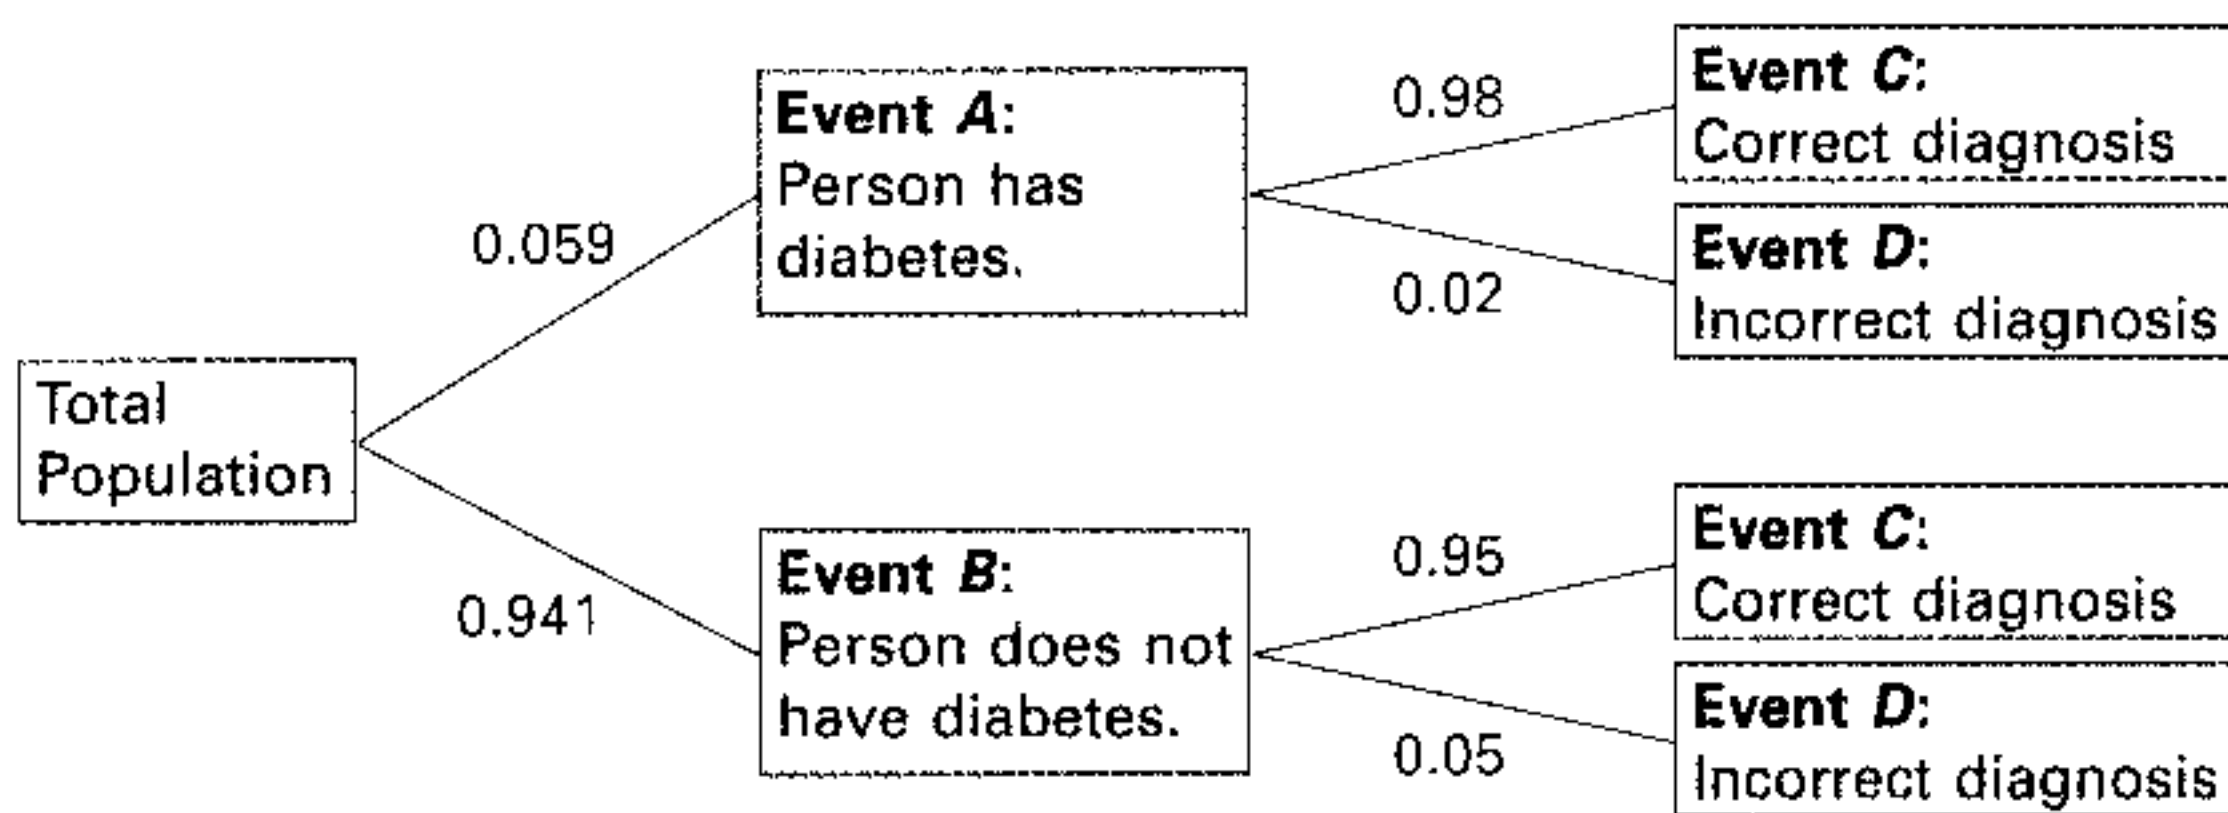 0.059
0.941
Total
Population
Event A:
Person has
diabetes.
0.98
0.02
Event C:
Correct diagnosis
Event D:
Incorrect diagnosis
Event B:
Person does not
have diabetes.
0.95
0.05
Event C:
Correct diagnosis
Event D:
Incorrect diagnosis